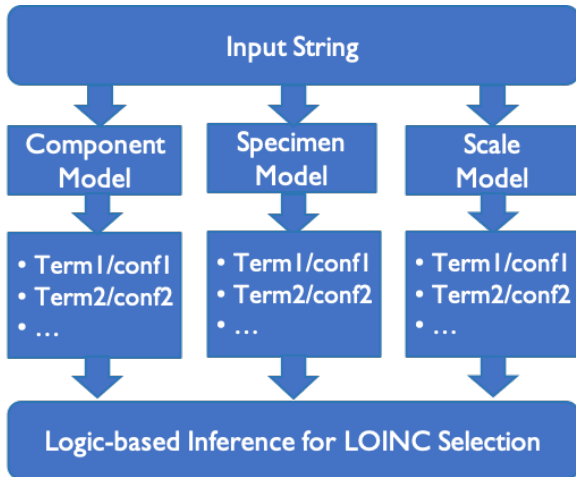 Input String
Component
Model
Specimen
Model
Scale
Model
• Term1/conf1
• Term2/conf2
• ...
• Term1/conf1
• Term2/conf2
• ...
• Term1/conf1
• Term2/conf2
• ...
Logic-based Inference for LOINC Selection